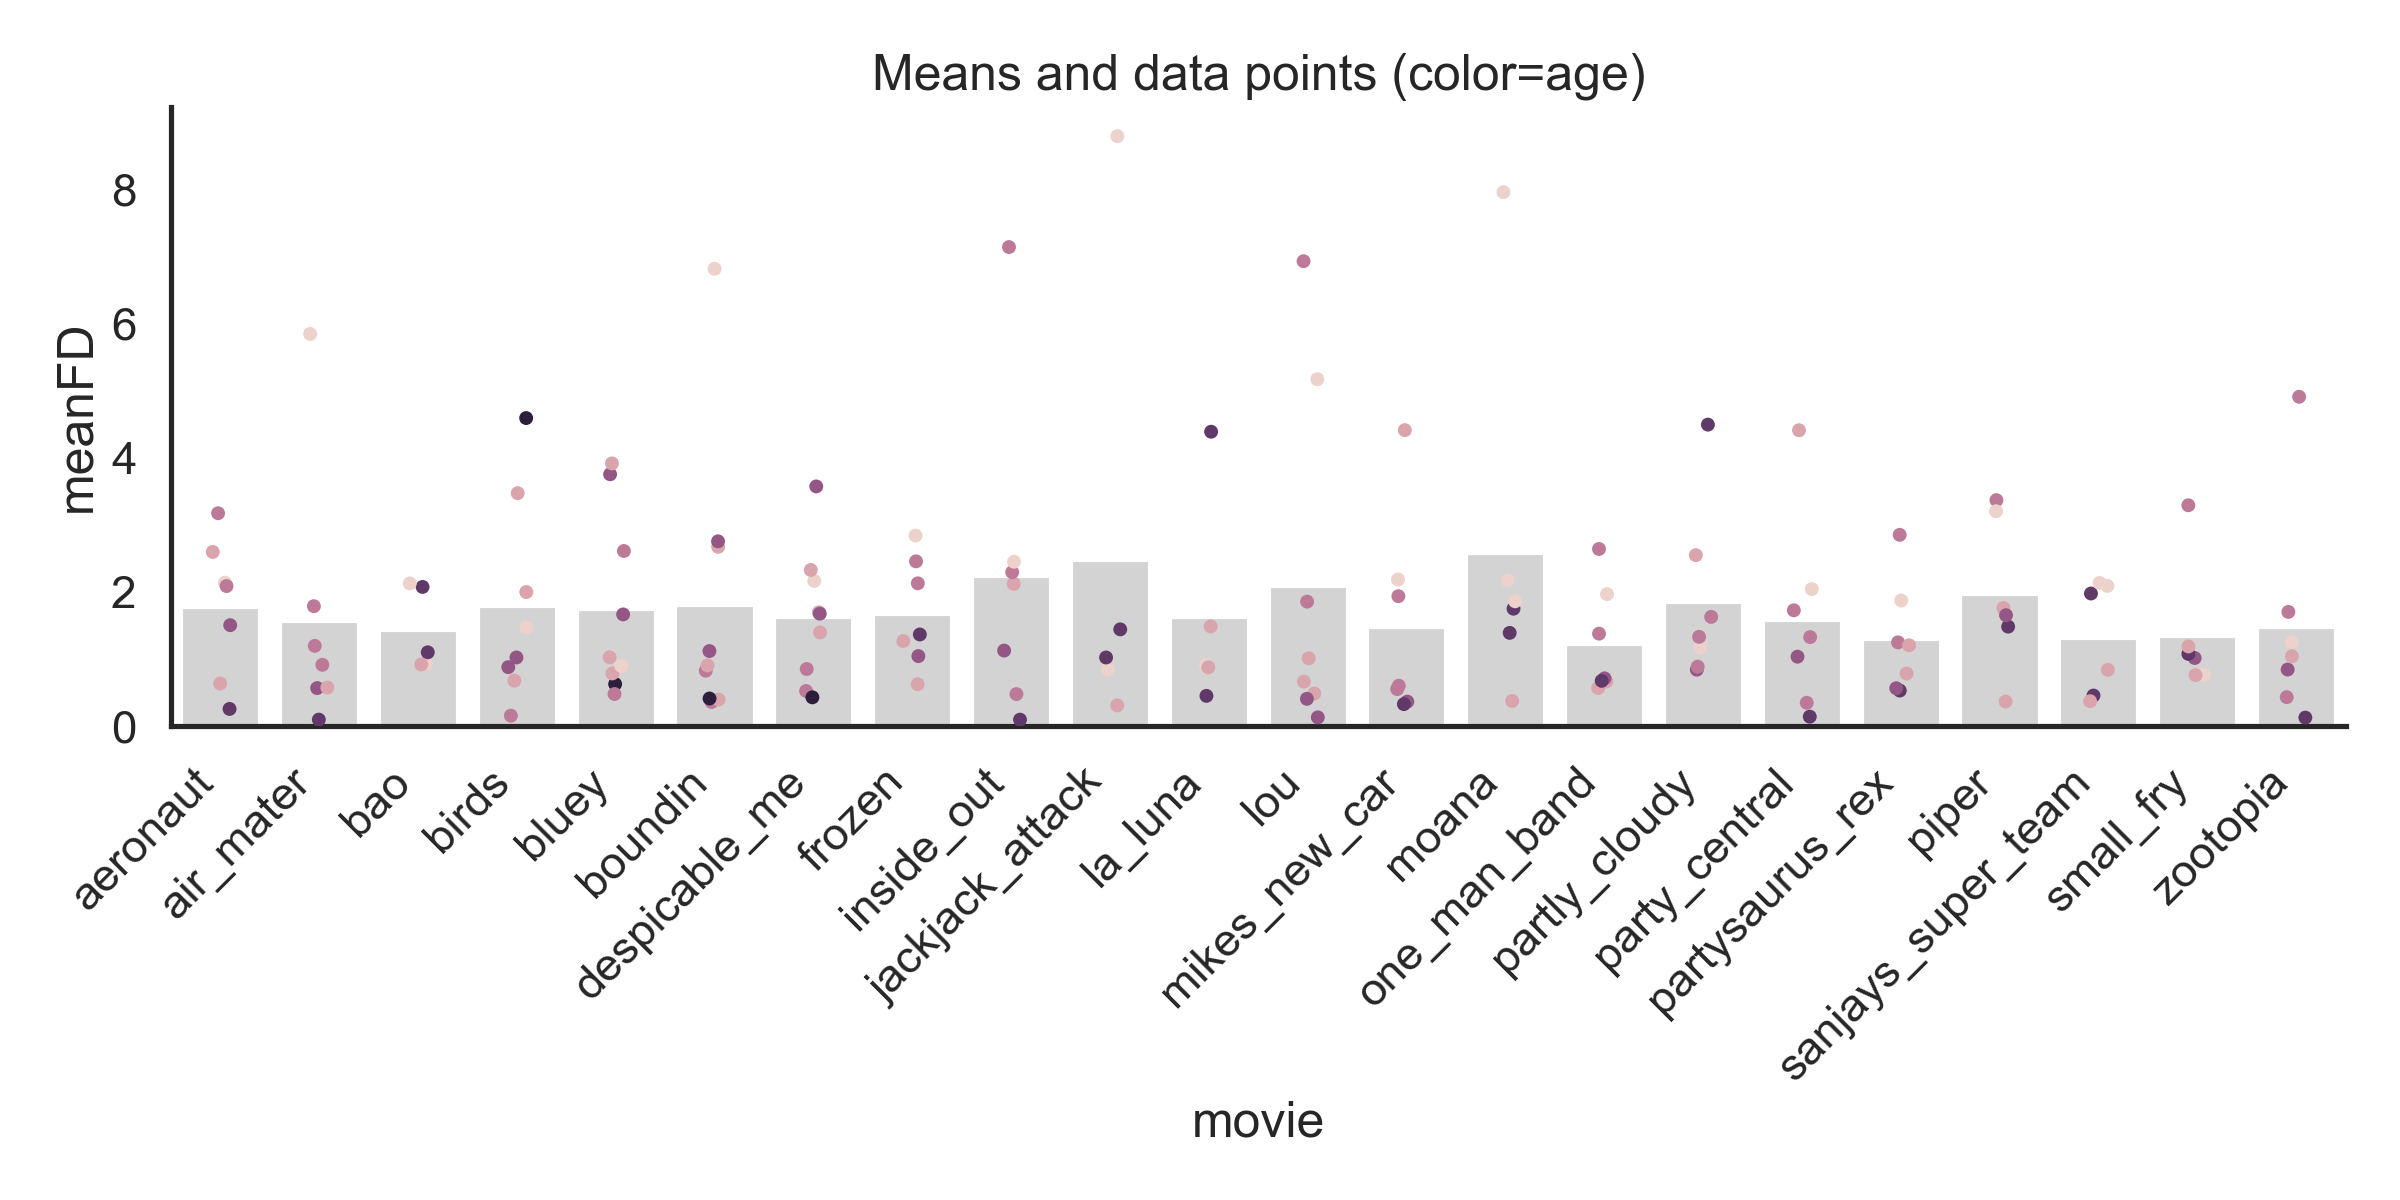 Means and data points (color=age)
meanFD
8
6
4
2
0
aeronaut
air_mater
bao
birds
bluey
boundin
despicable_me
frozen
inside_out
jackjack_attack
la_luna
lou
mikes_new_car
moana
one_man_band
partly_cloudy
party_central
partysaurus_rex
piper
sanjays_super_team
small_fry
zootopia
movie